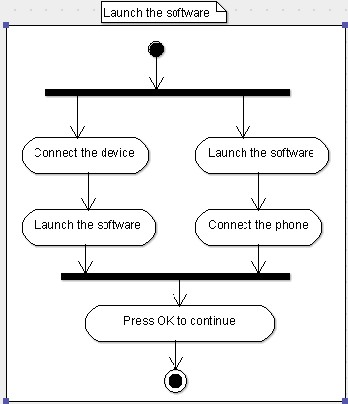 Launch the software
Connect the device
Launch the software
Launch the software
Connect the phone
Press OK to continue